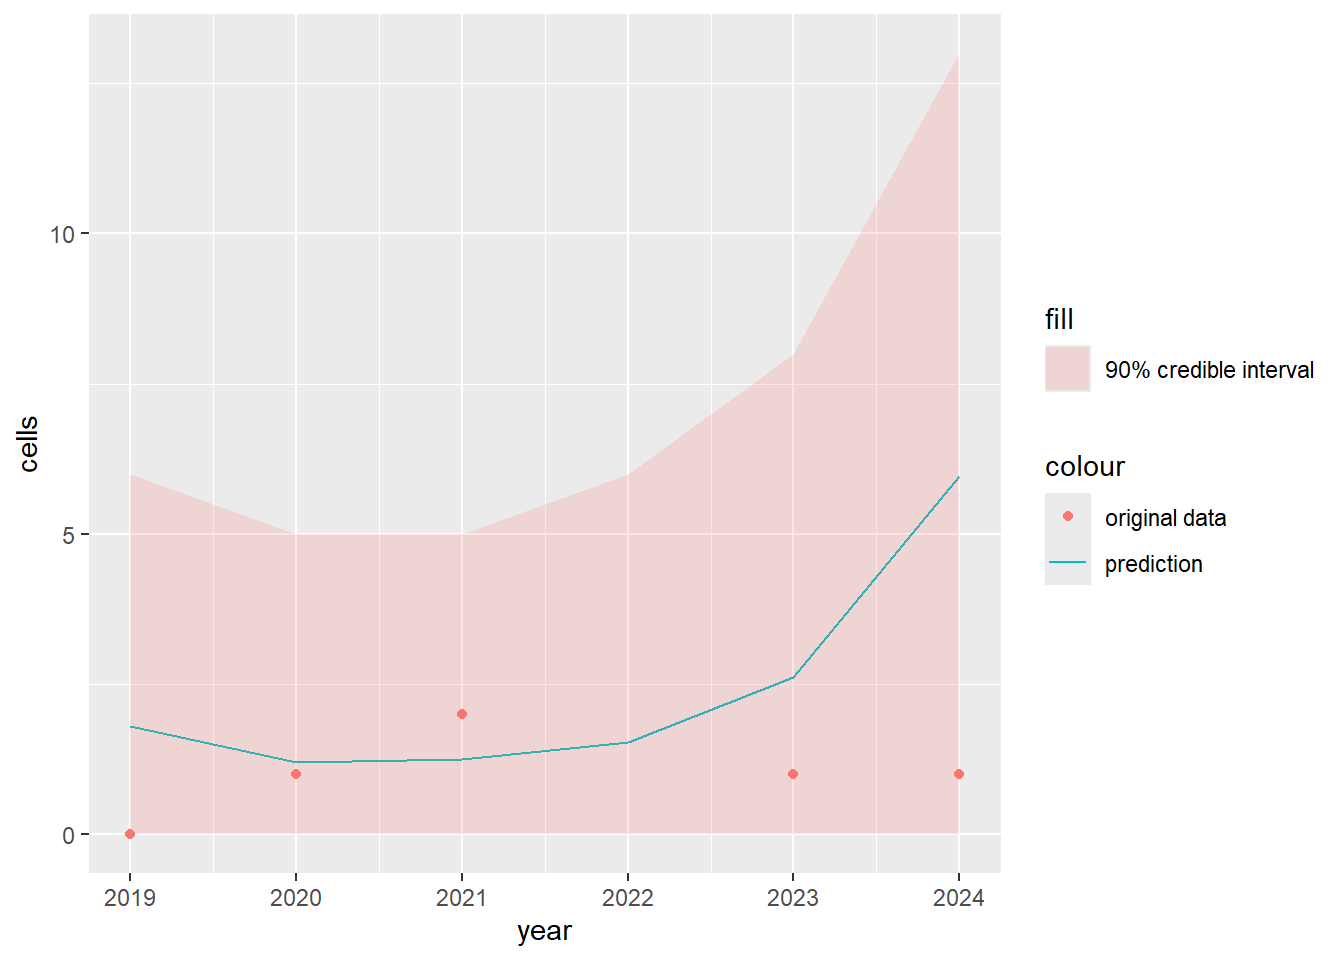 10
5
0
cells
2019 2020 2021 2022 2023 2024
year
fill
90% credible interval
colour
original data
prediction